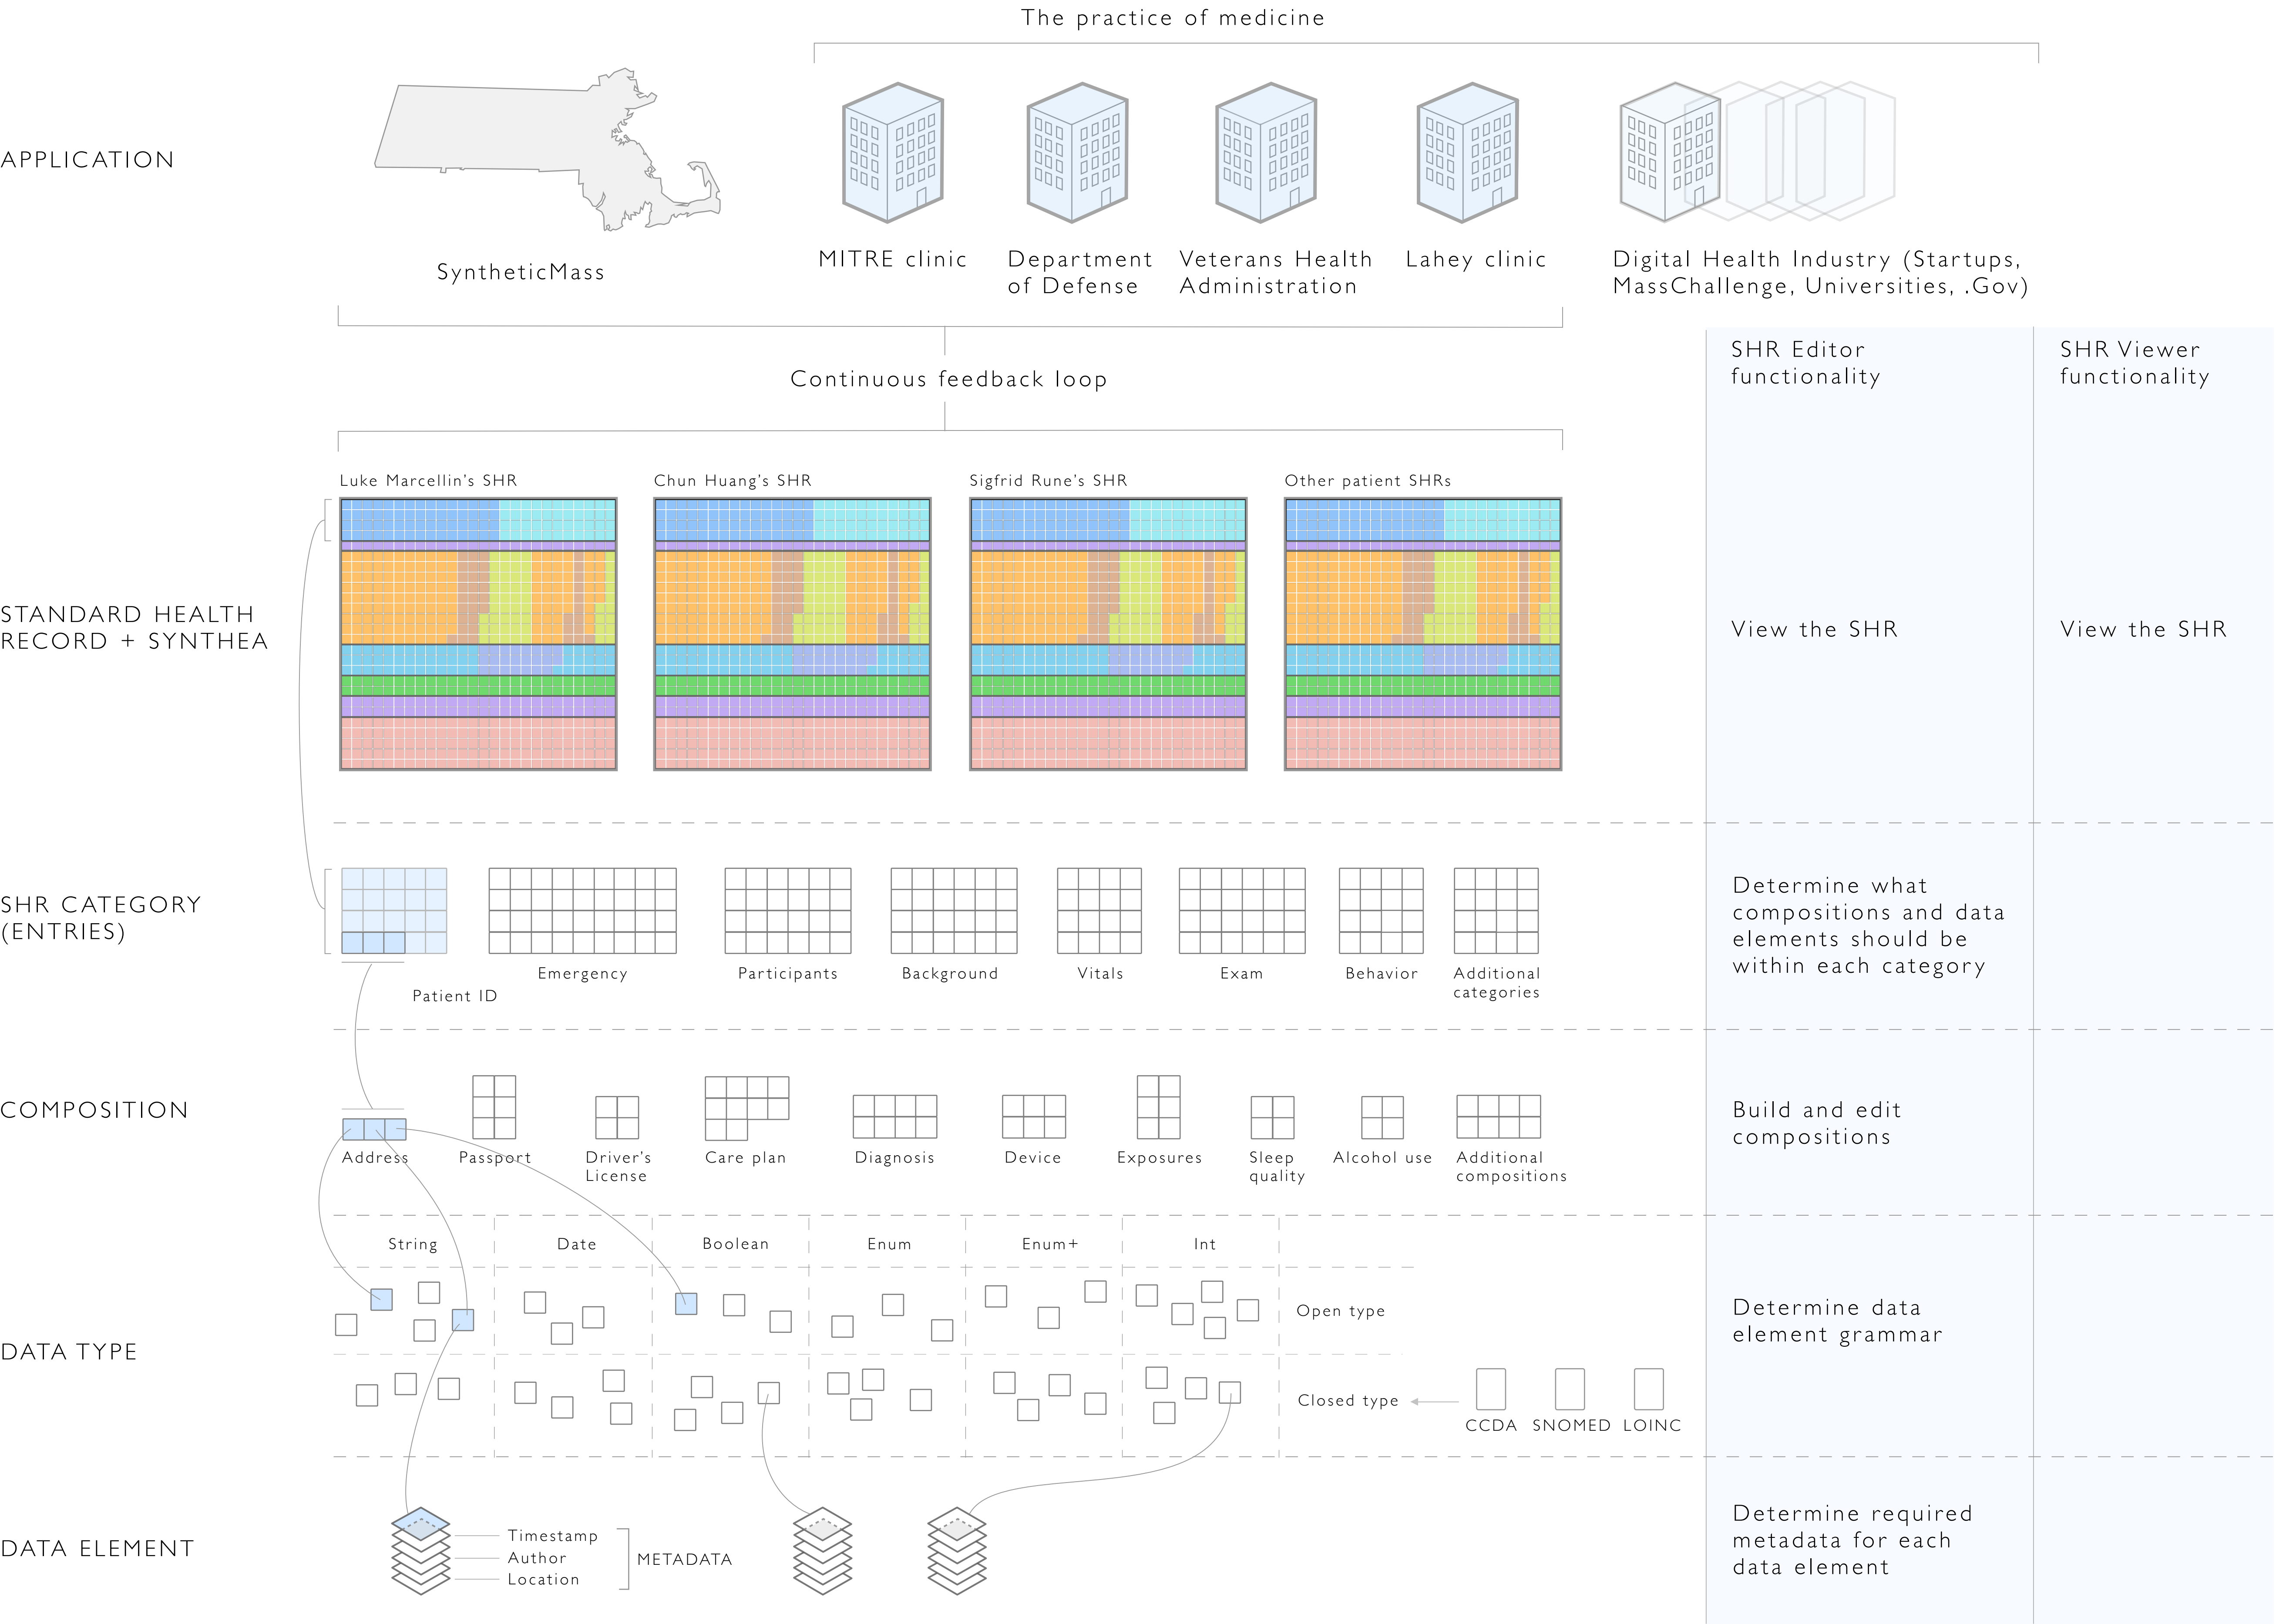 The practice of medicine
APPLICATION
SyntheticMass
MITRE clinic
Department
of Defense
Veterans Health
Administration
Lahey clinic
Digital Health Industry (Startups,
MassChallenge, Universities, .Gov)
Continuous feedback loop
SHR Editor
functionality
SHR Viewer
functionality
STANDARD HEALTH
RECORD + SYNTHEA
Luke Marcellin's SHR
Chun Huang's SHR
Sigfrid Rune's SHR
Other patient SHRs
View the SHR
View the SHR
SHR CATEGORY
(ENTRIES)
Patient ID
Emergency
Participants
Background
Vitals
Exam
Behavior
Additional
categories
Determine what
compositions and data
elements should be
within each category
COMPOSITION
Address
Passport
Driver's
License
Care plan
Diagnosis
Device
Exposures
Sleep
quality
Alcohol use
Additional
compositions
Build and edit
compositions
DATA TYPE
String
Date
Boolean
Enum
Enum+
Int
Open type
Closed type
CCDA
SNOMED
LOINC
Determine data
element grammar
DATA ELEMENT
Timestamp
Author
Location
METADATA
Determine required
metadata for each
data element